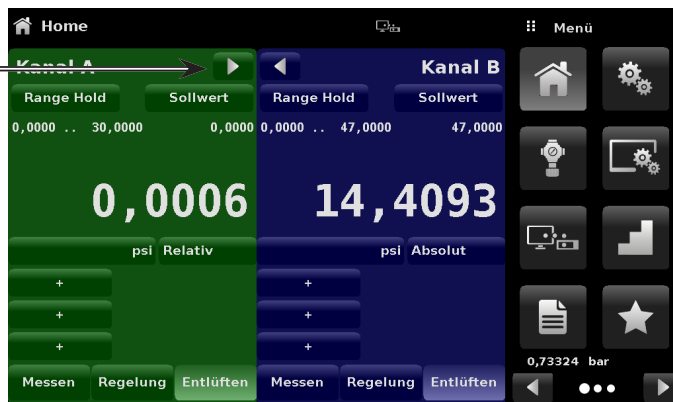 Home
Menü
Kanal A
Kanal B
Range Hold Sollwert
Range Hold Sollwert
0,0000 .. 30,0000 0,0000
0,0000 .. 47,0000 47,0000
0,0006
14,4093
psi Relativ
psi Absolut
+
+
+
+
+
+
Messen Regelung Entlüften
Messen Regelung Entlüften
0,73324 bar